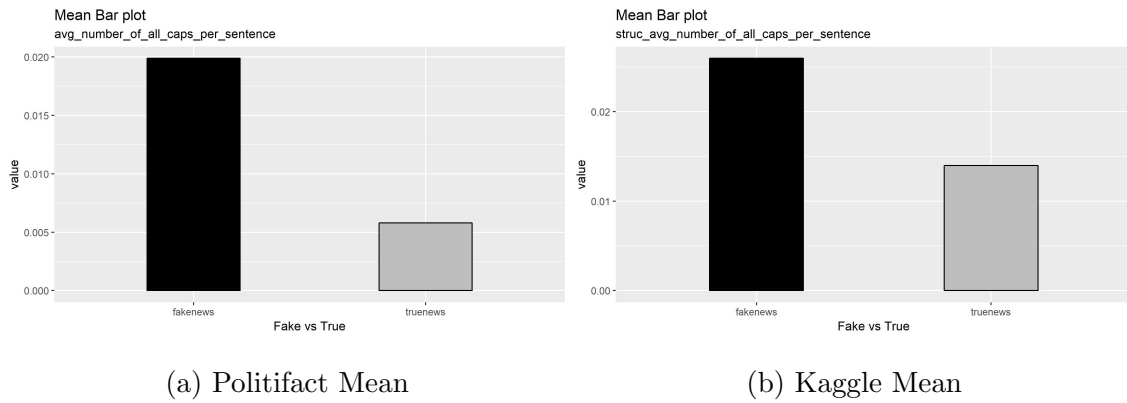 Mean Bar plot
avg_number_of_all_caps_per_sentence
0.020
0.015
0.010
0.005
0.000
value
fakenews truenews
Fake vs True
(a) Politifact Mean
Mean Bar plot
struc_avg_number_of_all_caps_per_sentence
0.02
0.01
0.00
value
fakenews truenews
Fake vs True
(b) Kaggle Mean